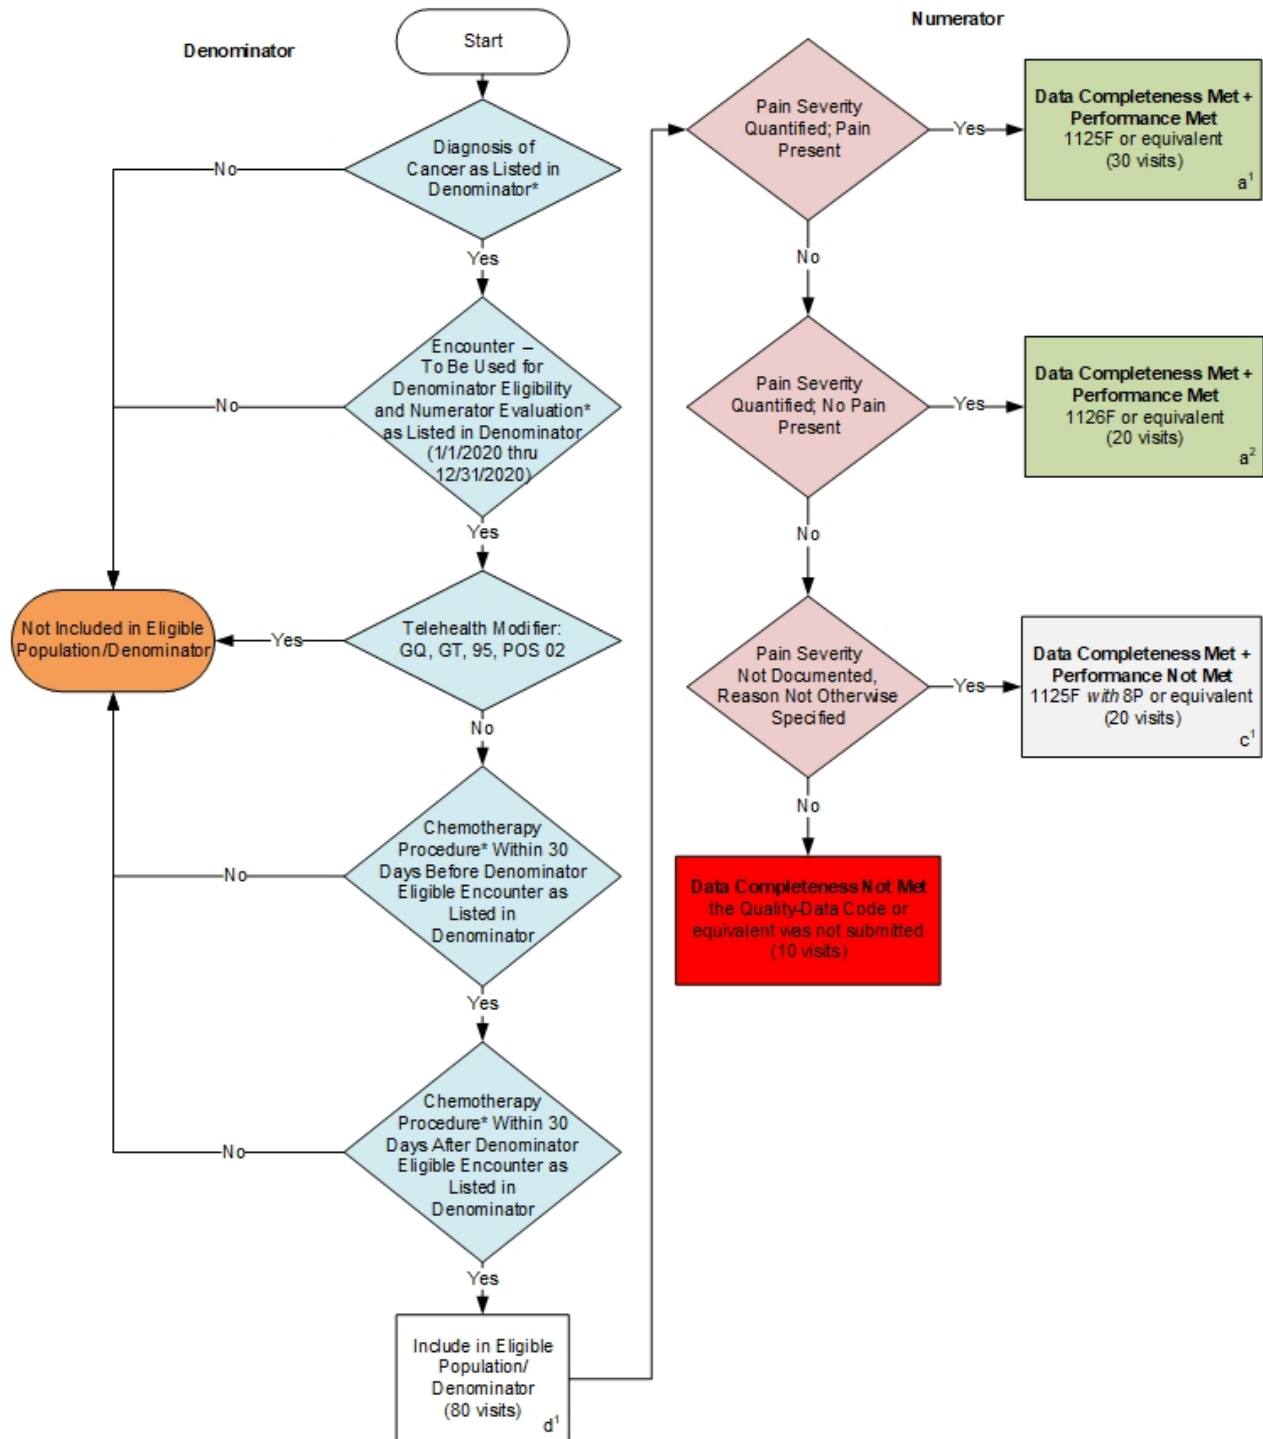 Denominator
Start
Diagnosis of
Cancer as Listed in
Denominator*
No
Yes
Encounter –
To Be Used for
Denominator Eligibility
and Numerator Evaluation*
as Listed in Denominator
(1/1/2020 thru
12/31/2020)
No
Yes
Telehealth Modifier:
GQ, GT, 95, POS 02
Yes
Not Included in Eligible
Population/Denominator
No
Chemotherapy
Procedure* Within 30
Days Before Denominator
Eligible Encounter as
Listed in
Denominator
No
Yes
Chemotherapy
Procedure* Within 30
Days After Denominator
Eligible Encounter as
Listed in
Denominator
No
Yes
Include in Eligible
Population/
Denominator
(80 visits)
d¹
Numerator
Pain Severity
Quantified; Pain
Present
Yes
Data Completeness Met +
Performance Met
1125F or equivalent
(30 visits)
a¹
No
Pain Severity
Quantified; No Pain
Present
Yes
Data Completeness Met +
Performance Met
1126F or equivalent
(20 visits)
a²
No
Pain Severity
Not Documented,
Reason Not Otherwise
Specified
Yes
Data Completeness Met +
Performance Not Met
1125F with 8P or equivalent
(20 visits)
c¹
No
Data Completeness Not Met
the Quality-Data Code or
equivalent was not submitted
(10 visits)